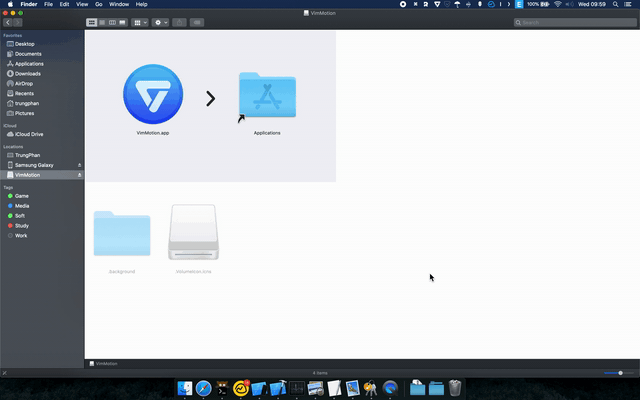 Finder File Edit View Go Window Help
100% Wed 09:59
VimMotion
Search
Favorites
Desktop
Documents
Applications
Downloads
AirDrop
Recents
trungphan
Pictures
iCloud
iCloud Drive
Locations
TrungPhan
Samsung Galaxy
VimMotion
Tags
Game
Media
Soft
Study
Work
VimMotion.app
Applications
.background
.VolumeIcon.icns
VimMotion
4 items